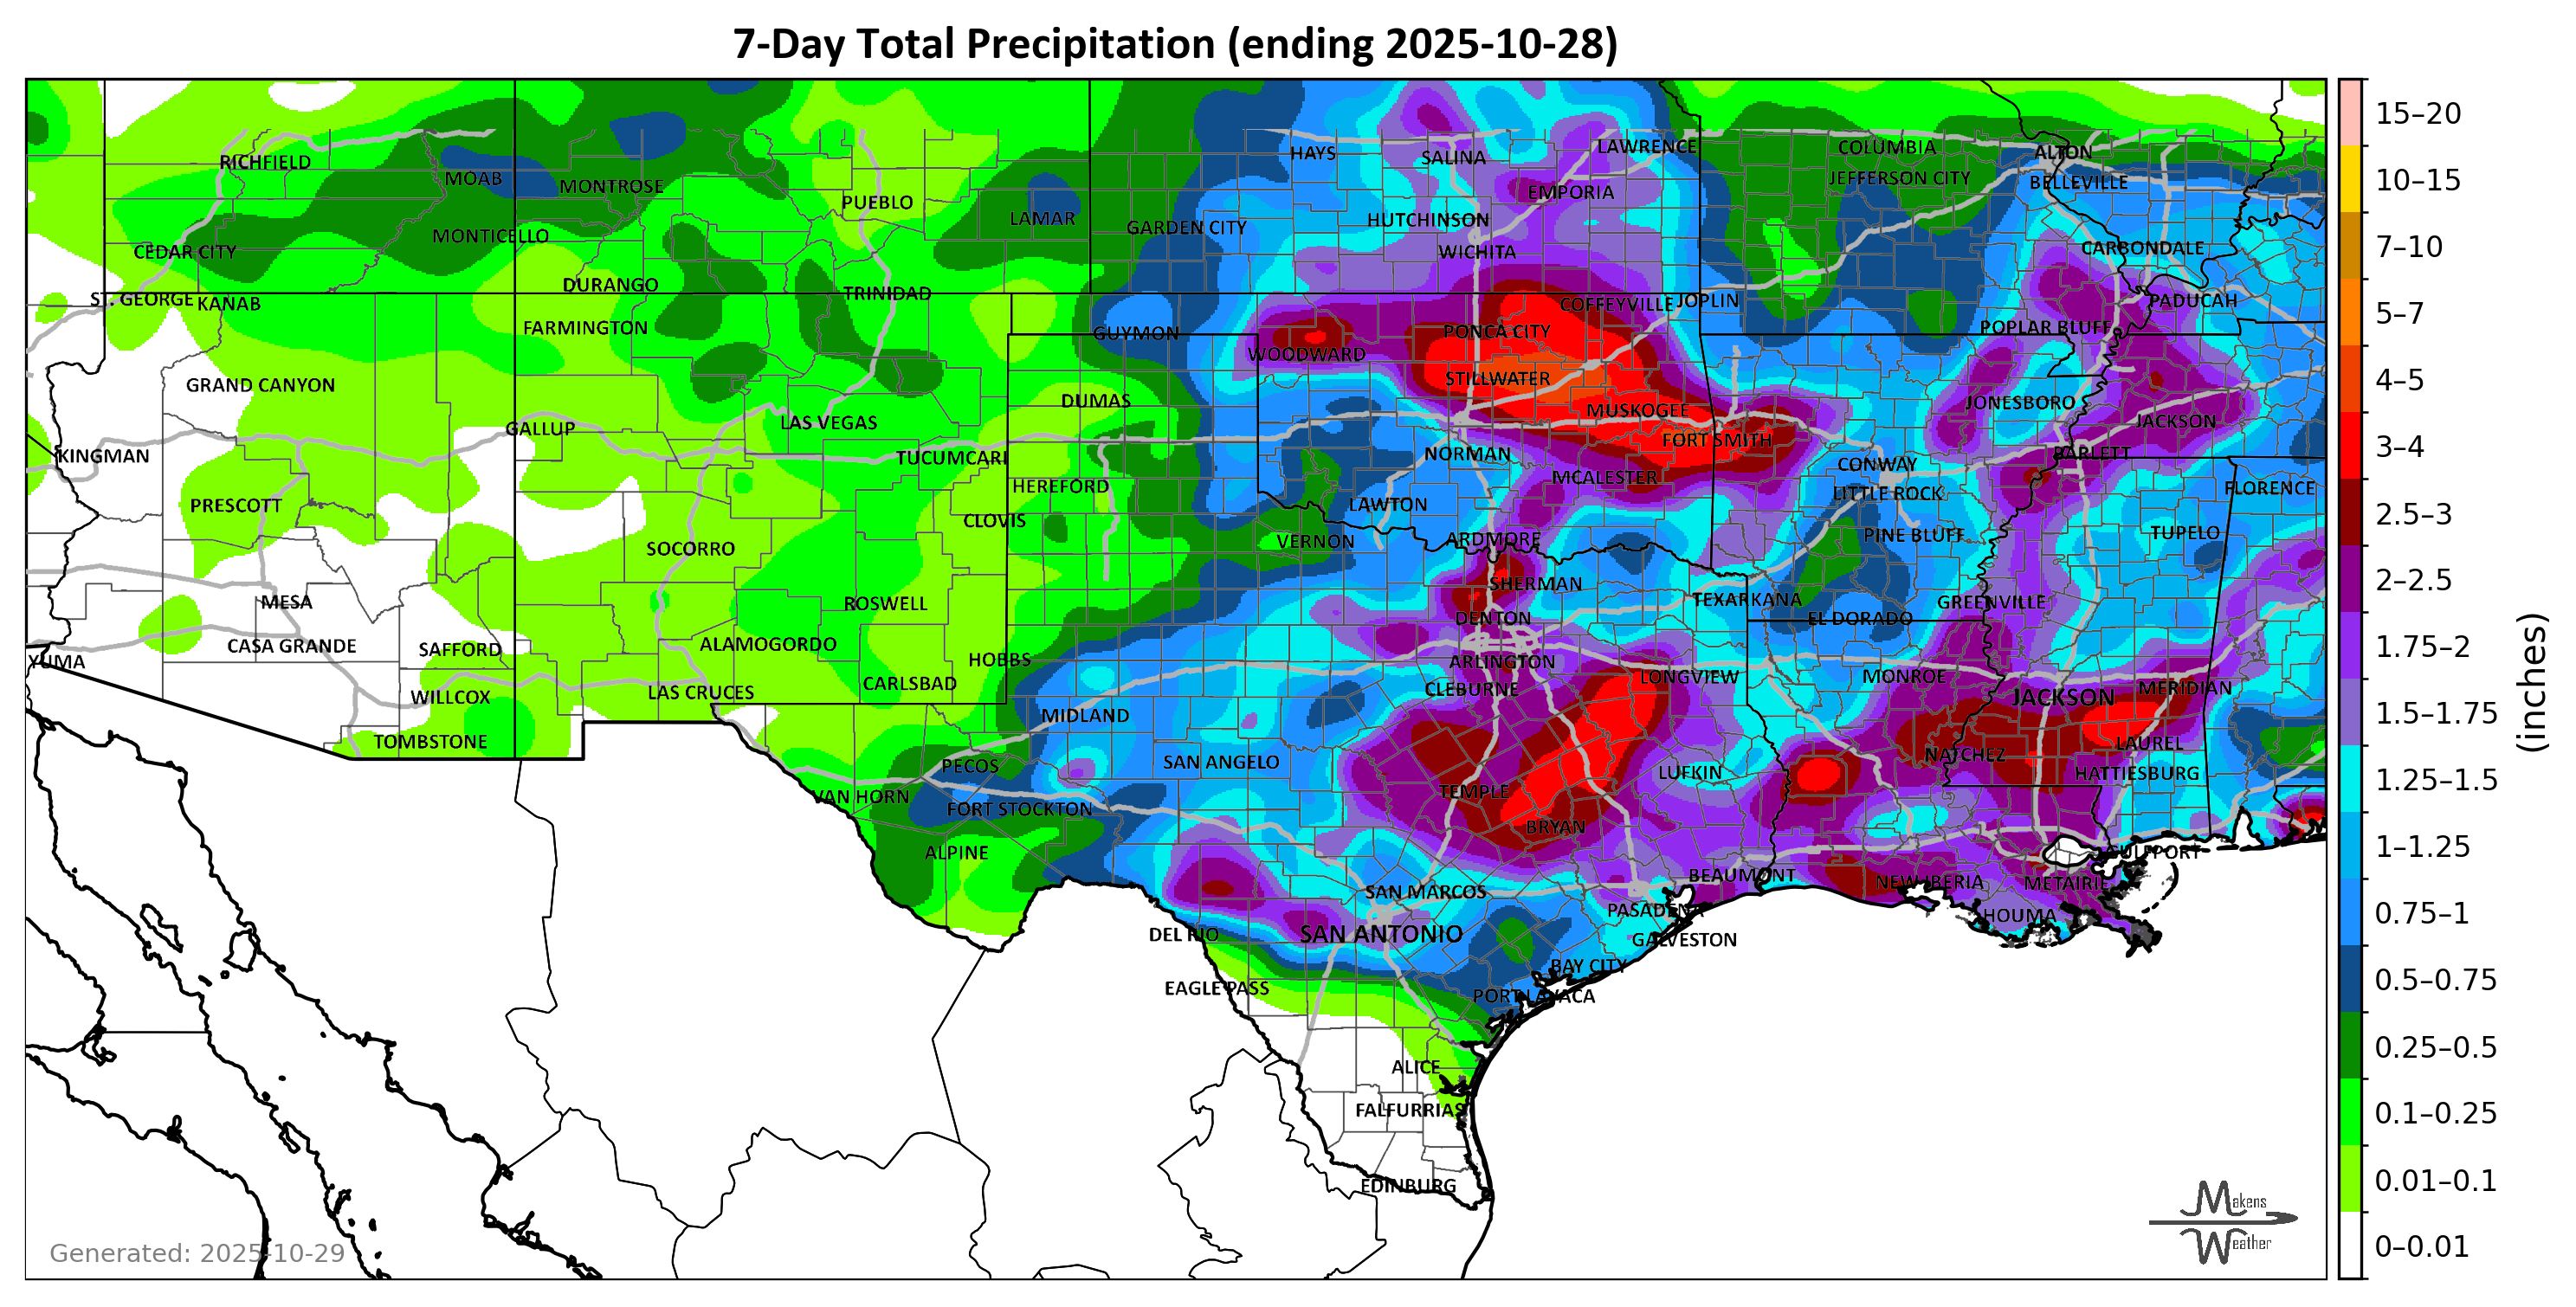 7-Day Total Precipitation (ending 2025-10-28)
RICHFIELD
MOAB
MONTROSE
PUEBLO
LAMAR
GARDEN CITY
HAYS
SALINA
LAWRENCE
EMPORIA
HUTCHINSON
WICHITA
COLUMBIA
JEFFERSON CITY
ALTON
BELLEVILLE
CARBONDALE
CEDAR CITY
MONTICELLO
ST. GEORGE
KANAB
DURANGO
TRINIDAD
FARMINGTON
GUYMON
WOODWARD
PONCA CITY
COFFEYVILLE
JOPLIN
POPLAR BLUFF
PADUCAH
GRAND CANYON
STILLWATER
DUMAS
MUSKOGEE
JONESBORO
JACKSON
GALLUP
LAS VEGAS
KINGMAN
TUCUMCARI
NORMAN
FORT SMITH
CONWAY
BARLETT
HEREFORD
MCALESTER
LITTLE ROCK
FLORENCE
PRESCOTT
LAWTON
CLOVIS
VERNON
ARDMORE
PINE BLUFF
TUPELO
SOCORRO
SHERMAN
MESA
ROSWELL
DENTON
TEXARKANA
EL DORADO
GREENVILLE
CASA GRANDE
SAFFORD
ALAMOGORDO
HOBBS
ARLINGTON
YUMA
WILLCOX
LAS CRUCES
CARLSBAD
CLEBURNE
LONGVIEW
MONROE
JACKSON
MERIDIAN
MIDLAND
TOMBSTONE
PECOS
SAN ANGELO
LUFKIN
NATCHEZ
LAUREL
HATTIESBURG
VAN HORN
FORT STOCKTON
TEMPLE
BRYAN
ALPINE
GULFPORT
SAN MARCOS
BEAUMONT
NEW IBERIA
METAIRIE
PASADENA
HOUMA
DEL RIO
SAN ANTONIO
GALVESTON
BAY CITY
EAGLE PASS
PORT LAVACA
ALICE
FALFURRIAS
EDINBURG
15–20
10–15
7–10
5–7
4–5
3–4
2.5–3
2–2.5
1.75–2
1.5–1.75
1.25–1.5
1–1.25
0.75–1
0.5–0.75
0.25–0.5
0.1–0.25
0.01–0.1
0–0.01
(inches)
Generated: 2025-10-29
Makens
Weather